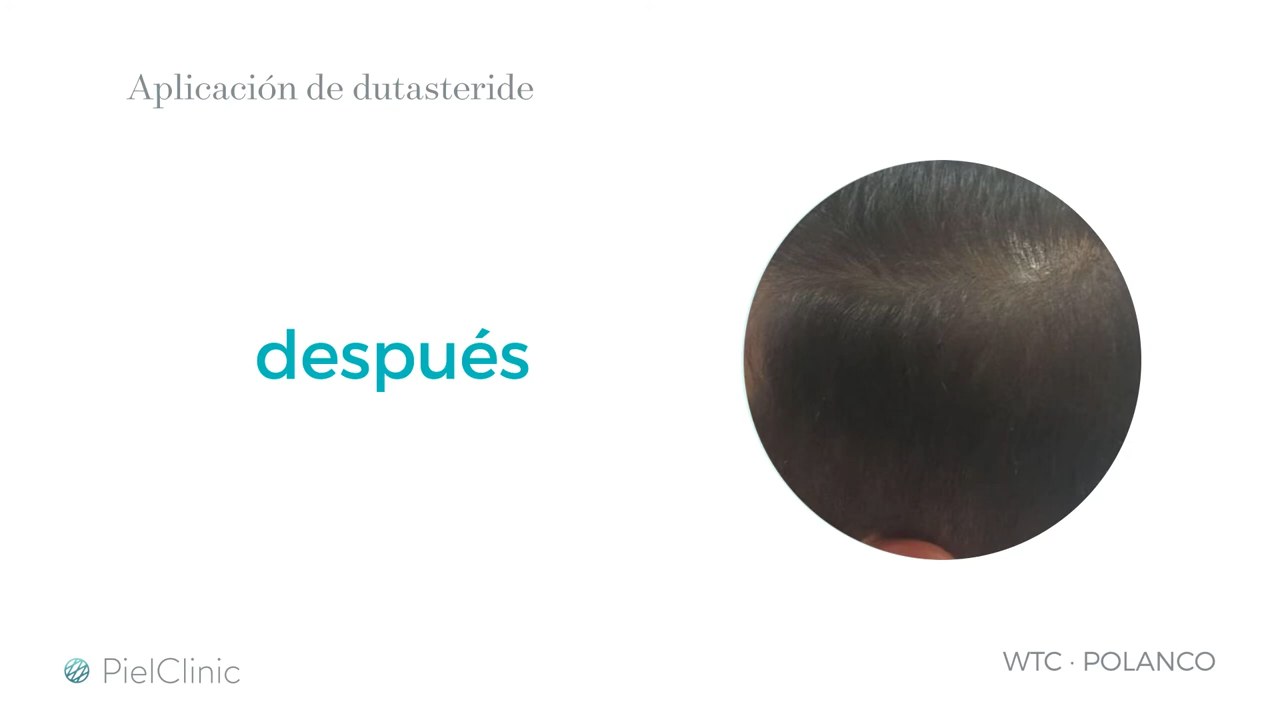 Aplicación de dutasteride
después
PielClinic
WTC · POLANCO